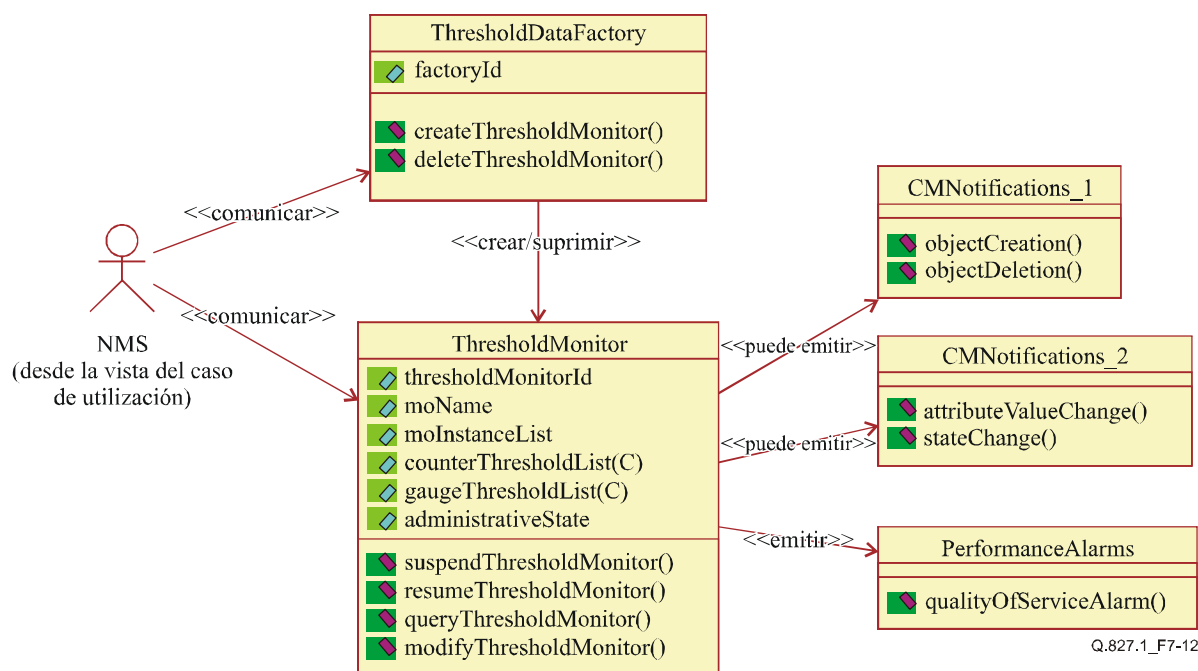 ThresholdDataFactory
factoryId
createThresholdMonitor()
deleteThresholdMonitor()
<<comunicar>>
<<crear/suprimir>>
<<comunicar>>
NMS
(desde la vista del caso
de utilización)
ThresholdMonitor
thresholdMonitorId
moName
moInstanceList
counterThresholdList(C)
gaugeThresholdList(C)
administrativeState
suspendThresholdMonitor()
resumeThresholdMonitor()
queryThresholdMonitor()
modifyThresholdMonitor()
<<puede emitir>>
<<puede emitir>>
<<emitir>>
CMNotifications_1
objectCreation()
objectDeletion()
CMNotifications_2
attributeValueChange()
stateChange()
PerformanceAlarms
qualityOfServiceAlarm()
Q.827.1_F7-12